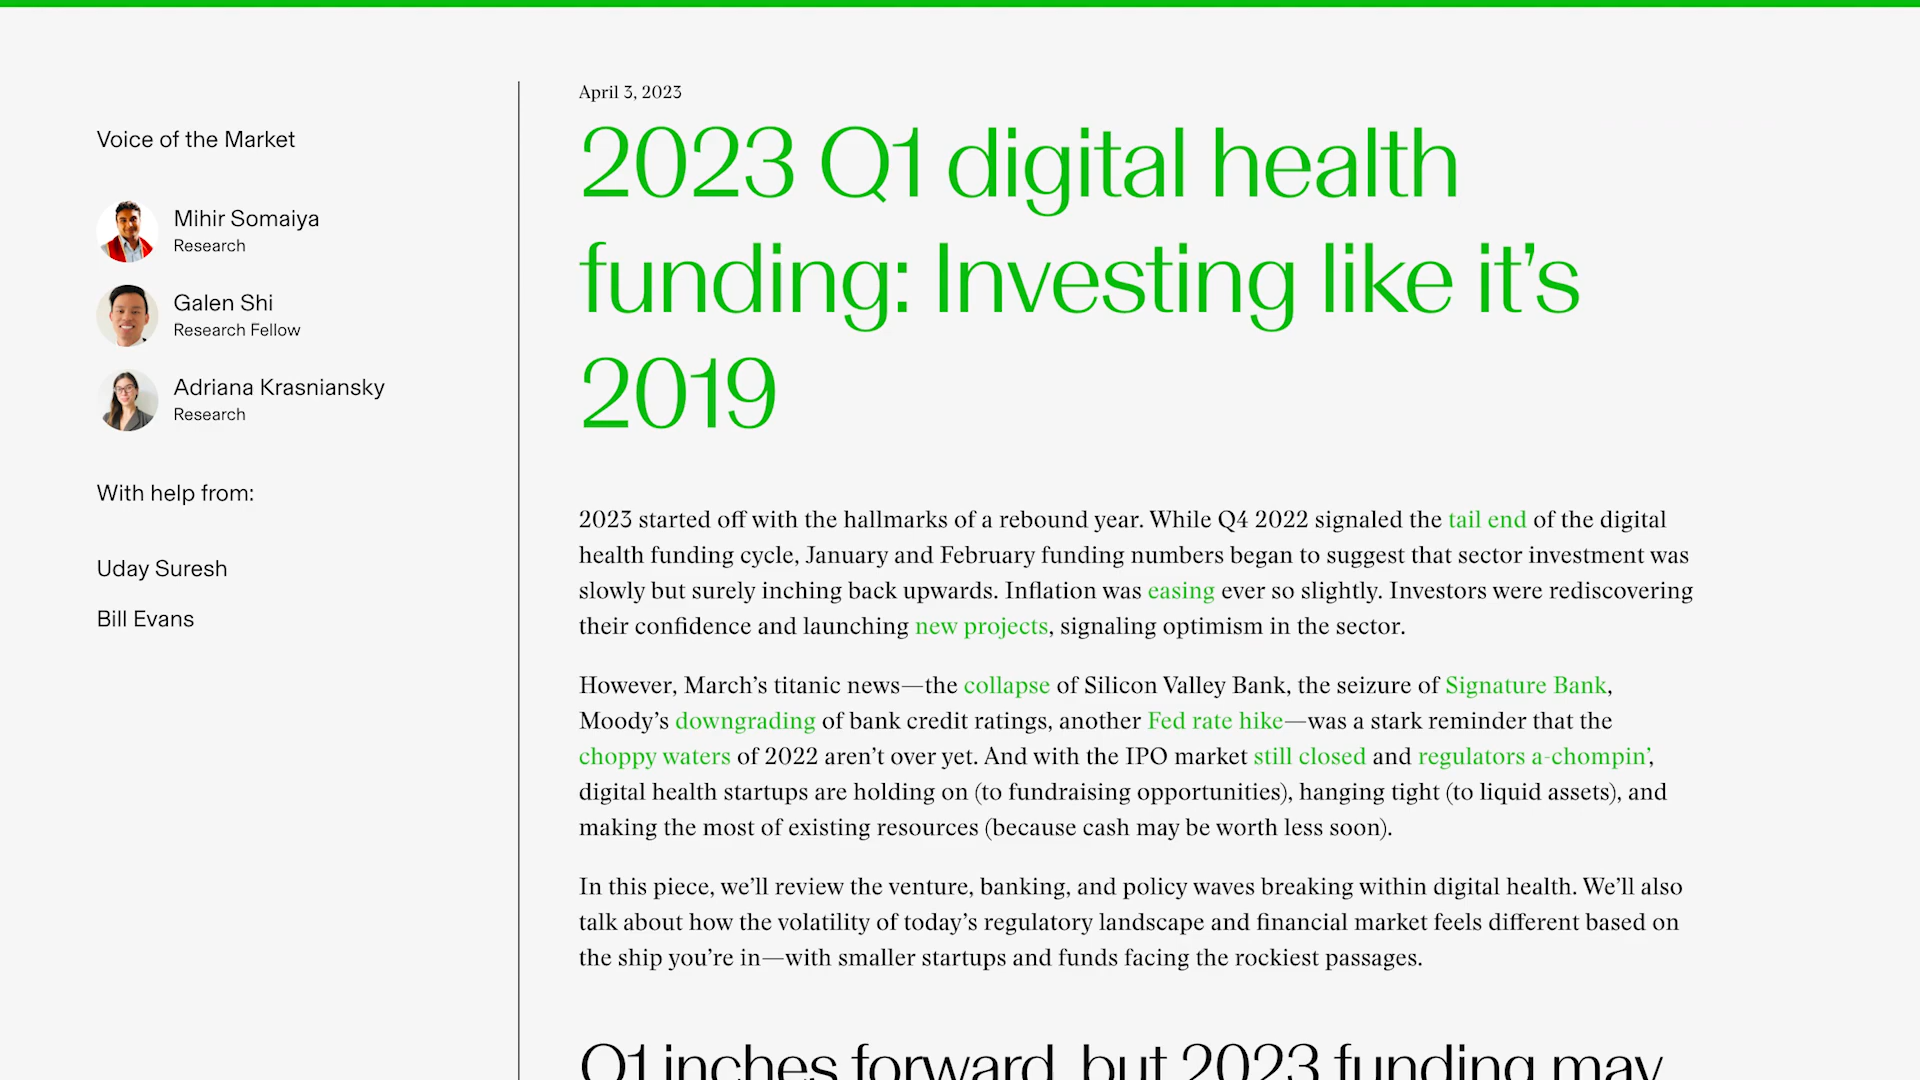 Voice of the Market
Mihir Somaiya
Research
Galen Shi
Research Fellow
Adriana Krasniansky
Research
With help from:
Uday Suresh
Bill Evans
April 3, 2023
2023 Q1 digital health
funding: Investing like it’s
2019
2023 started off with the hallmarks of a rebound year. While Q4 2022 signaled the tail end of the digital
health funding cycle, January and February funding numbers began to suggest that sector investment was
slowly but surely inching back upwards. Inflation was easing ever so slightly. Investors were rediscovering
their confidence and launching new projects, signaling optimism in the sector.
However, March’s titanic news—the collapse of Silicon Valley Bank, the seizure of Signature Bank,
Moody’s downgrading of bank credit ratings, another Fed rate hike—was a stark reminder that the
choppy waters of 2022 aren’t over yet. And with the IPO market still closed and regulators a-chompin’,
digital health startups are holding on (to fundraising opportunities), hanging tight (to liquid assets), and
making the most of existing resources (because cash may be worth less soon).
In this piece, we’ll review the venture, banking, and policy waves breaking within digital health. We’ll also
talk about how the volatility of today’s regulatory landscape and financial market feels different based on
the ship you’re in—with smaller startups and funds facing the rockiest passages.
Q1 inches forward, but 2023 funding may